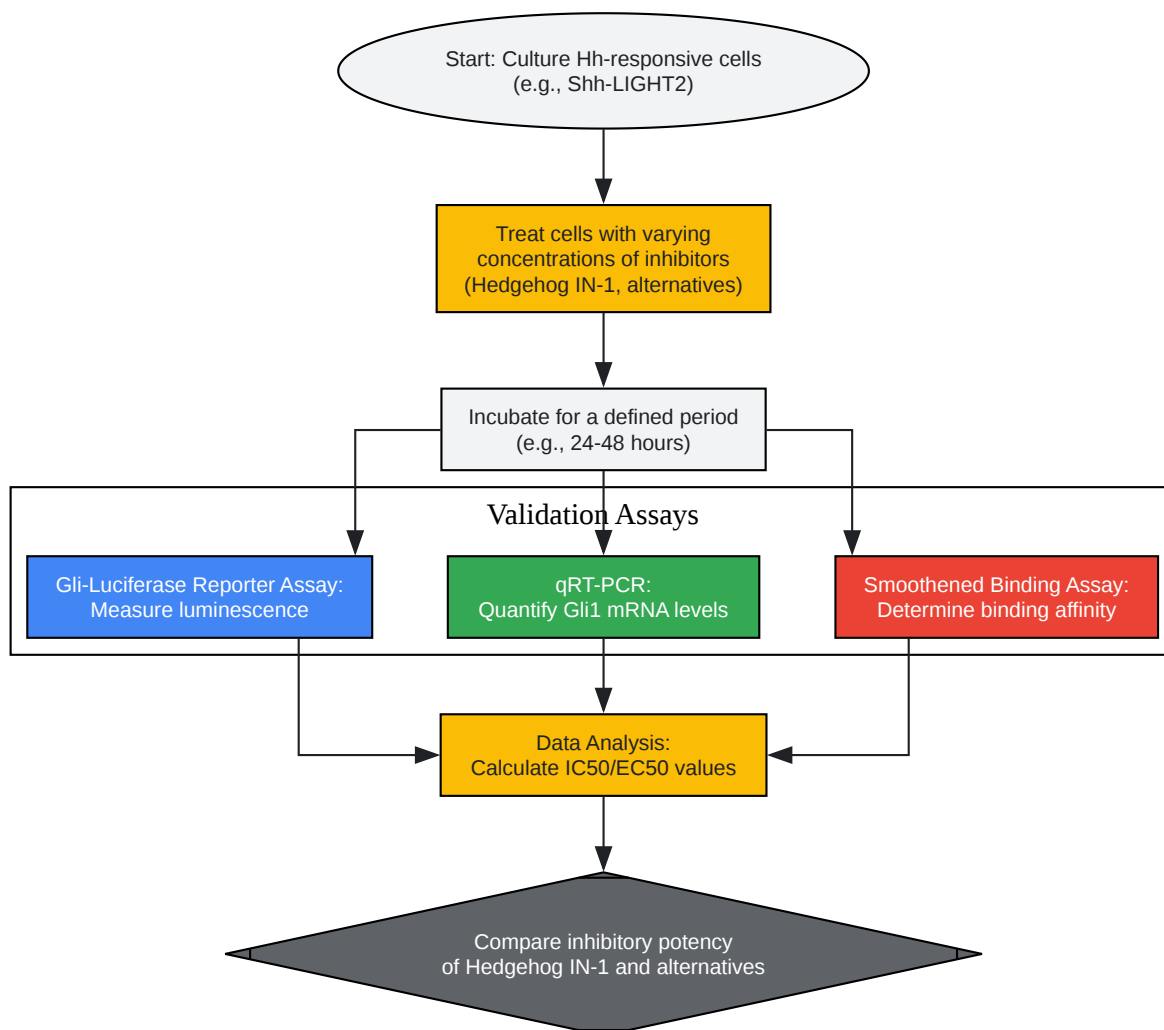 Start: Culture Hh-responsive cells
(e.g., Shh-LIGHT2)
Treat cells with varying
concentrations of inhibitors
(Hedgehog IN-1, alternatives)
Incubate for a defined period
(e.g., 24-48 hours)
Validation Assays
Gli-Luciferase Reporter Assay:
Measure luminescence
qRT-PCR:
Quantify Gli1 mRNA levels
Smoothened Binding Assay:
Determine binding affinity
Data Analysis:
Calculate IC50/EC50 values
Compare inhibitory potency
of Hedgehog IN-1 and alternatives